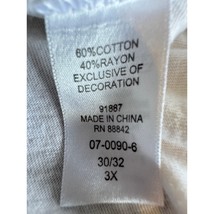 60%COTTON
40%RAYON
EXCLUSIVE OF
DECORATION
91887
MADE IN CHINA
RN 88842
07-0090-6
30/32
3X